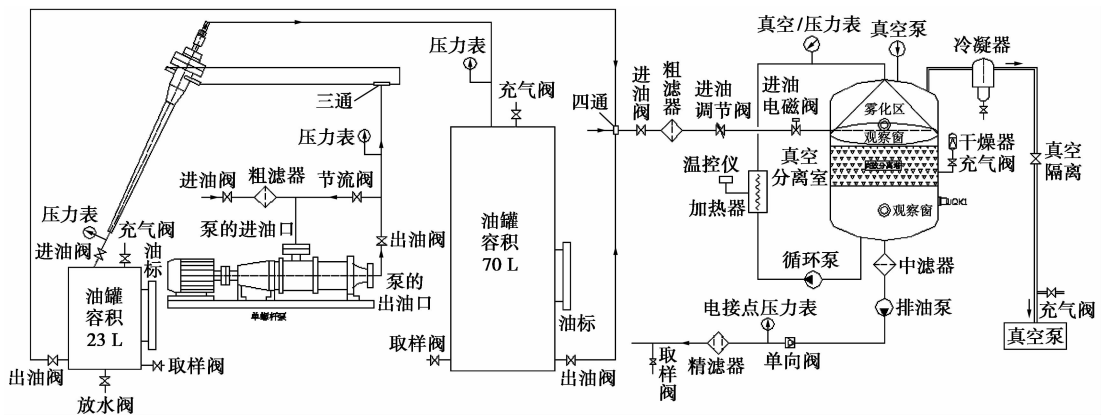 压力表
三通
压力表
粗滤器
进油阀
节流阀
泵的进油口
出油阀
泵的
出油口
单螺杆泵
压力表
充气阀
进油阀
油标
油罐
容积
23 L
出油阀
取样阀
放水阀
充气阀
油罐
容积
70 L
油标
取样阀
出油阀
四通
进油阀
粗滤器
进油
调节阀
进油
电磁阀
真空/压力表
真空泵
冷凝器
雾化区
观察窗
真空
分离室
干燥器
充气阀
真空
隔离
温控仪
加热器
观察窗
循环泵
中滤器
排油泵
电接点压力表
单向阀
精滤器
取样阀
充气阀
真空泵